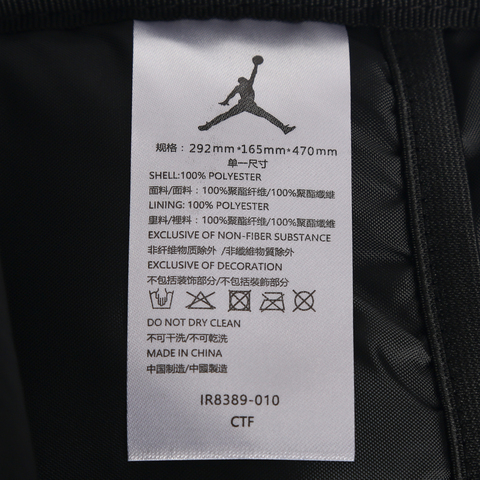 规格: 292mm*165mm*470mm
单一尺寸
SHELL:100% POLYESTER
面料/面料: 100%聚酯纤维/100%聚酯纖維
LINING: 100% POLYESTER
里料/裡料: 100%聚酯纤维/100%聚酯纖維
EXCLUSIVE OF NON-FIBER SUBSTANCE
非纤维物质除外 /非纖維物質除外
EXCLUSIVE OF DECORATION
不包括装饰部分/不包括裝飾部分
DO NOT DRY CLEAN
不可干洗/不可乾洗
MADE IN CHINA
中国制造/中國製造
IR8389-010
CTF